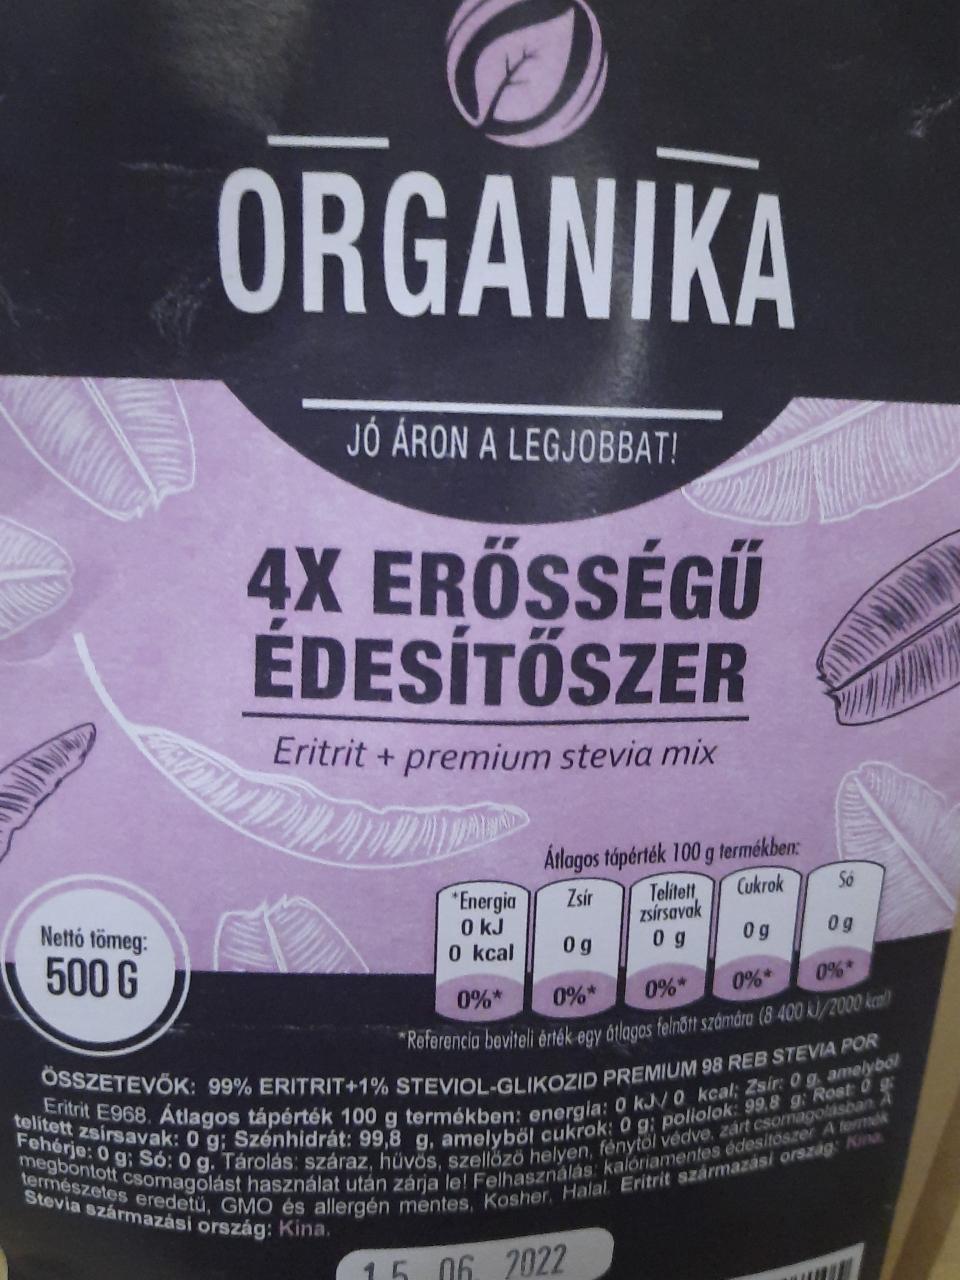 ORGANIKA
JÓ ÁRON A LEGJOBBAT!
4X ERŐSSÉGŰ
ÉDESÍTŐSZER
Eritrit + premium stevia mix
Nettó tömeg:
500 G
Átlagos tápérték 100 g termékben:
*Energia
0 kJ
0 kcal
0%*
Zsír
0 g
0%*
Telített
zsírsavak
0 g
0%*
Cukrok
0 g
0%*
Só
0 g
0%*
*Referencia beviteli érték egy átlagos felnőtt számára (8 400 kJ/2000 kcal)
ÖSSZETEVŐK: 99% ERITRIT+1% STEVIOL-GLIKOZID PREMIUM 98 REB STEVIA POR
Eritrit E968. Átlagos tápérték 100 g termékben: energia: 0 kJ/ 0 kcal; Zsír: 0 g, amelyből
telített zsírsavak: 0 g; Szénhidrát: 99,8 g, amelyből cukrok: 0 g; poliolok: 99,8 g; Rost: 0 g;
Fehérje: 0 g; Só: 0 g. Tárolás: száraz, hűvös, szellőző helyen, fénytől védve, zárt csomagolásban. A
megbontott csomagolást használat után zárja le! Felhasználás: kalóriamentes édesítőszer. A termék
természetes eredetű, GMO és allergén mentes, Kosher, Halal. Eritrit származási ország: Kína.
Stevia származási ország: Kína.
15 06 2022